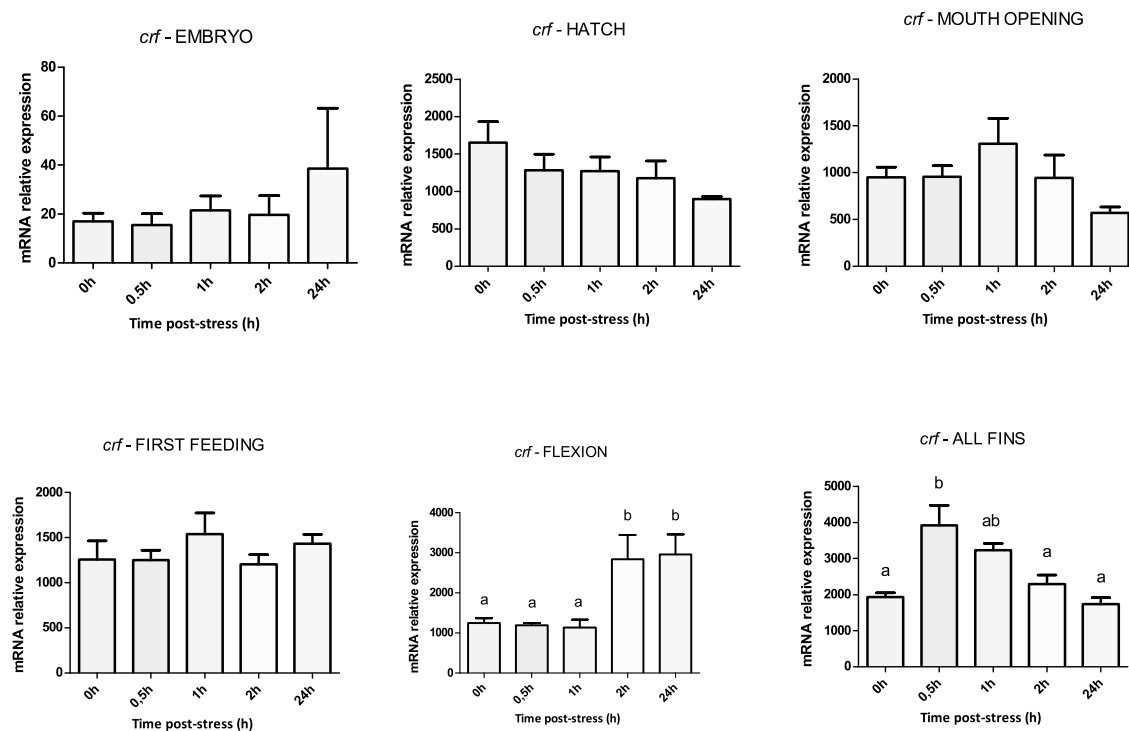 crf - EMBRYO
mRNA relative expression
80
60
40
20
0
0h
0.5h
1h
2h
24h
Time post-stress (h)
crf - HATCH
mRNA relative expression
2500
2000
1500
1000
500
0
0h
0,5h
1h
2h
24h
Time post-stress (h)
crf - MOUTH OPENING
mRNA relative expression
2000
1500
1000
500
0
0h
0,5h
1h
2h
24h
Time post-stress (h)
crf - FIRST FEEDING
mRNA relative expression
2000
1500
1000
500
0
0h
0,5h
1h
2h
24h
Time post-stress (h)
crf - FLEXION
mRNA relative expression
4000
3000
2000
1000
0
a
a
a
b
b
0h
0,5h
1h
2h
24h
Time post-stress (h)
crf - ALL FINS
mRNA relative expression
5000
4000
3000
2000
1000
0
a
b
ab
a
a
0h
0,5h
1h
2h
24h
Time post-stress (h)